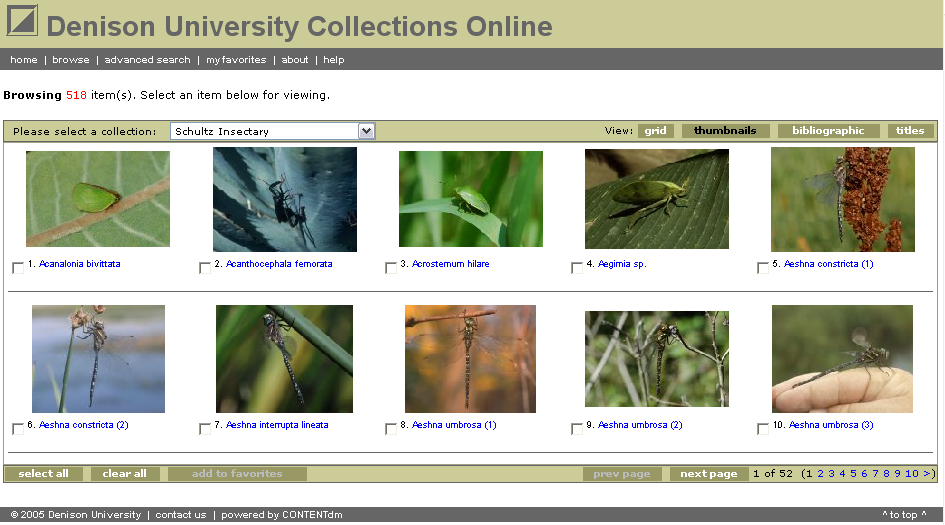 Denison University Collections Online
home | browse | advanced search | my favorites | about | help
Browsing 518 item(s). Select an item below for viewing.
Please select a collection: Schultz Insectary View: grid thumbnails bibliographic titles
1. Acanalonia bivittata 2. Acanthocephala femorata 3. Acrosternum hilare 4. Aegimia sp. 5. Aeshna constricta (1)
6. Aeshna constricta (2) 7. Aeshna interrupta lineata 8. Aeshna umbrosa (1) 9. Aeshna umbrosa (2) 10. Aeshna umbrosa (3)
select all clear all add to favorites prev page next page 1 of 52 (1 2 3 4 5 6 7 8 9 10 >)
© 2005 Denison University | contact us | powered by CONTENTdm ^ to top ^